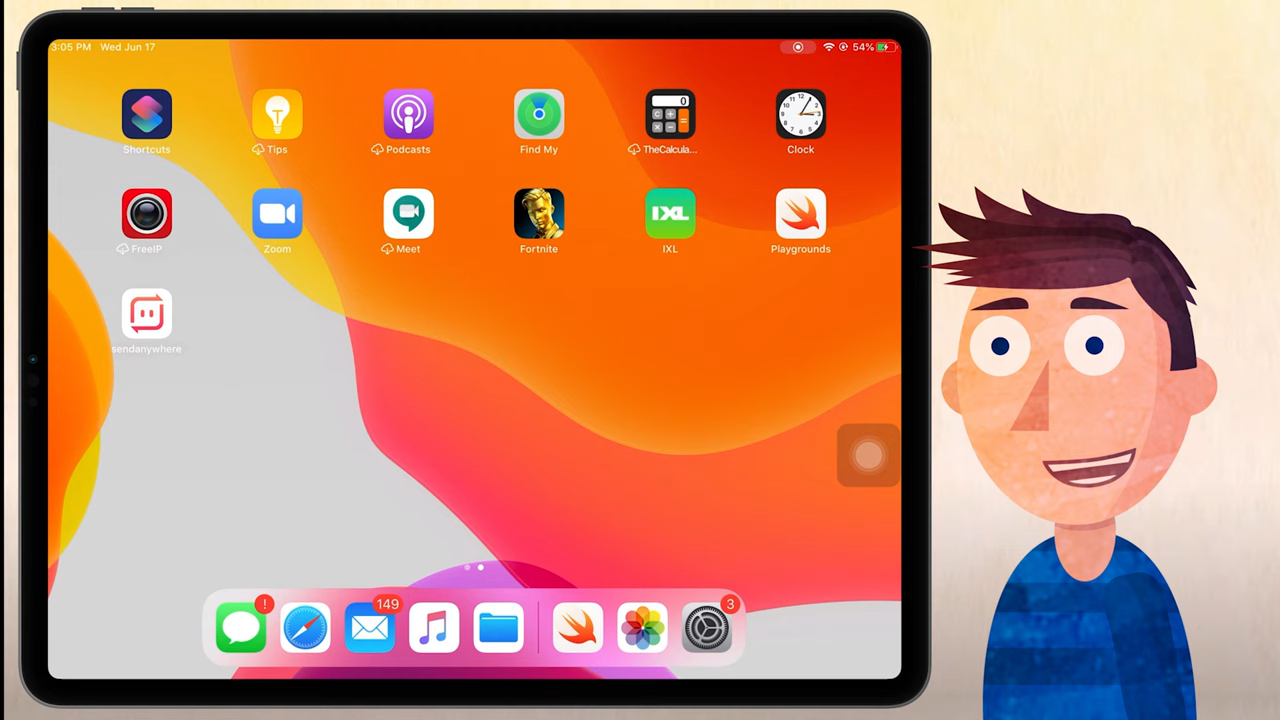 3:05 PM Wed Jun 17 54%
0
Shortcuts Tips Podcasts Find My TheCalcula... Clock
IXL
FreeIP Zoom Meet Fortnite IXL Playgrounds
sendanywhere
! 149 3